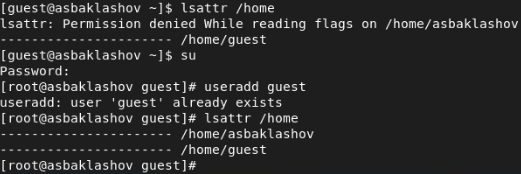 [guest@asbaklashov ~]$ lsattr /home
lsattr: Permission denied While reading flags on /home/asbaklashov
---------------------- /home/guest
[guest@asbaklashov ~]$ su
Password:
[root@asbaklashov guest]# useradd guest
useradd: user 'guest' already exists
[root@asbaklashov guest]# lsattr /home
---------------------- /home/asbaklashov
---------------------- /home/guest
[root@asbaklashov guest]#